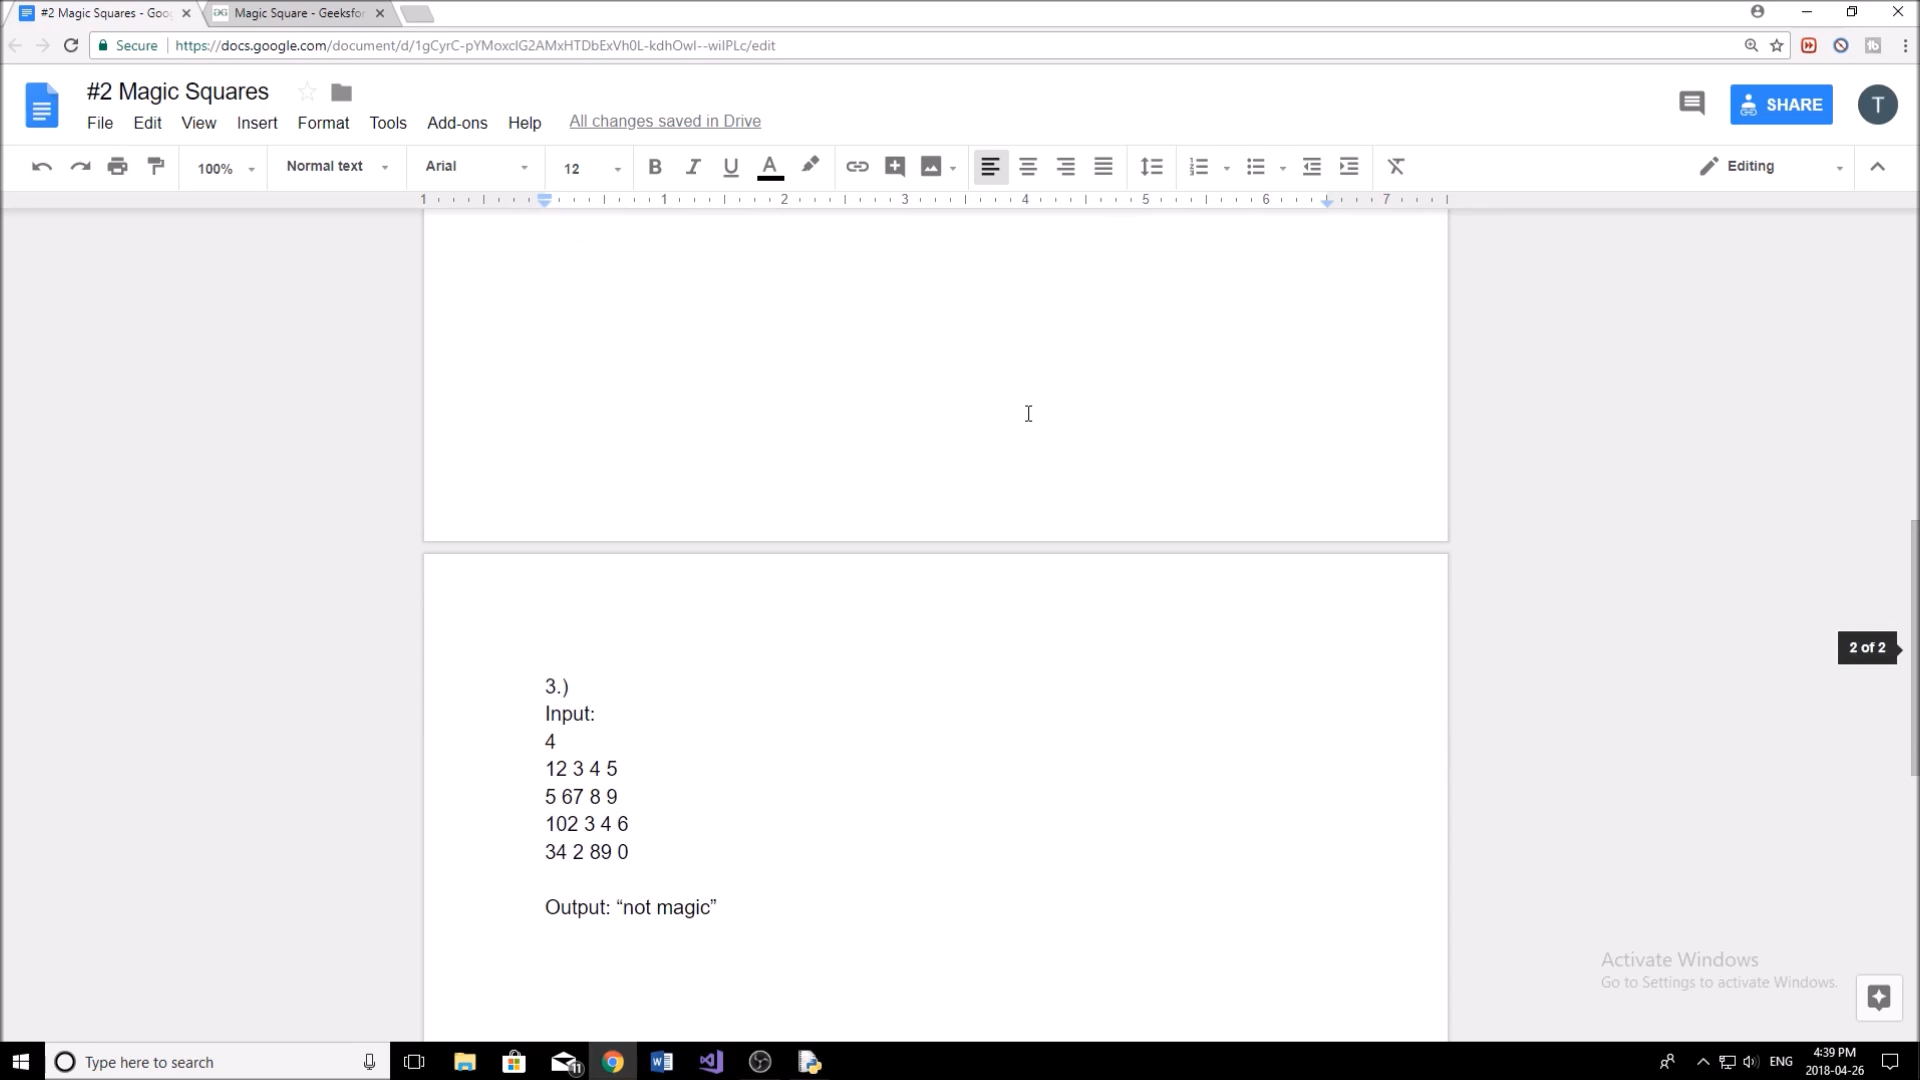 #2 Magic Squares - Goo
Magic Square - Geeksfor
Secure
https://docs.google.com/document/d/1gCyrC-pYMoxclG2AMxHTDbExVh0L-kdhOwI--wiIPLc/edit
#2 Magic Squares
SHARE
T
File Edit View Insert Format Tools Add-ons Help All changes saved in Drive
100% Normal text Arial 12 B I U A Editing
1 1 2 3 4 5 6 7
2 of 2
3.)
Input:
4
12 3 4 5
5 67 8 9
102 3 4 6
34 2 89 0
Output: “not magic”
Activate Windows
Go to Settings to activate Windows.
Type here to search
11
ENG
4:39 PM
2018-04-26